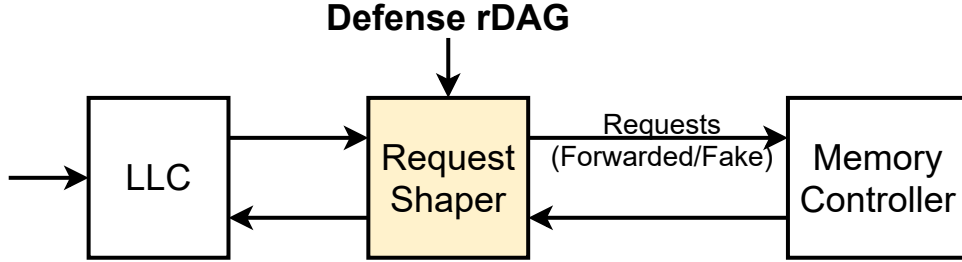 Defense rDAG
LLC
Request
Shaper
Requests
(Forwarded/Fake)
Memory
Controller